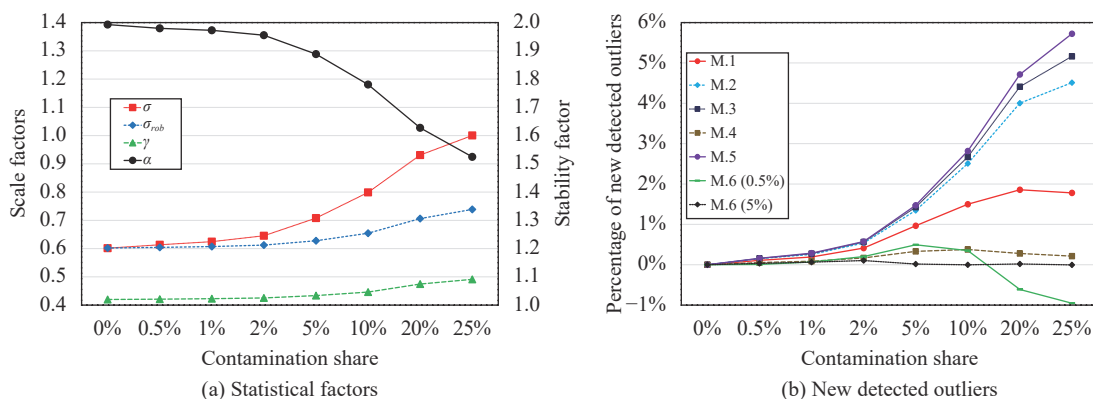 1.4
1.3
1.2
1.1
1.0
0.9
0.8
0.7
0.6
0.5
0.4
Scale factors
σ
σrob
γ
α
2.0
1.9
1.8
1.7
1.6
1.5
1.4
1.3
1.2
1.1
1.0
Stability factor
0% 0.5% 1% 2% 5% 10% 20% 25%
Contamination share
(a) Statistical factors
6%
5%
4%
3%
2%
1%
0%
−1%
Percentage of new detected outliers
M.1
M.2
M.3
M.4
M.5
M.6 (0.5%)
M.6 (5%)
0% 0.5% 1% 2% 5% 10% 20% 25%
Contamination share
(b) New detected outliers